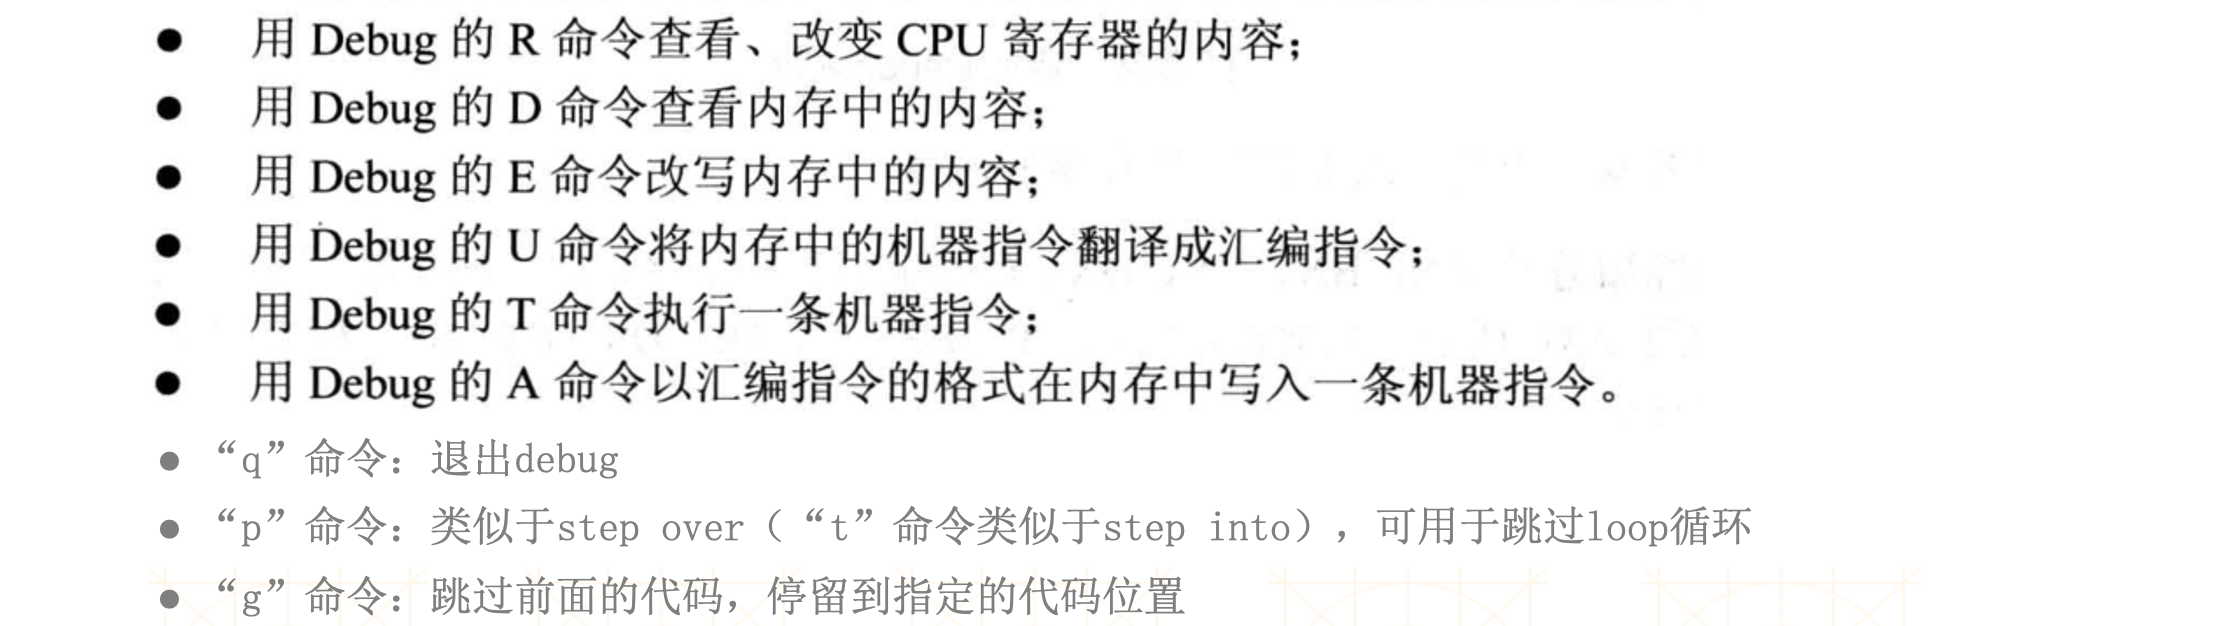 ● 用 Debug 的 R 命令查看、改变 CPU 寄存器的内容；
● 用 Debug 的 D 命令查看内存中的内容；
● 用 Debug 的 E 命令改写内存中的内容；
● 用 Debug 的 U 命令将内存中的机器指令翻译成汇编指令；
● 用 Debug 的 T 命令执行一条机器指令；
● 用 Debug 的 A 命令以汇编指令的格式在内存中写入一条机器指令。
● “q”命令：退出debug
● “p”命令：类似于step over（“t”命令类似于step into），可用于跳过loop循环
● “g”命令：跳过前面的代码，停留到指定的代码位置